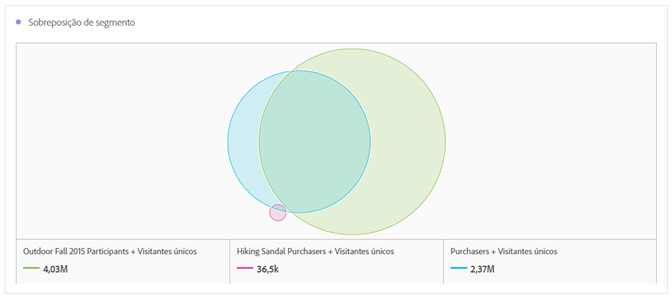 Sobreposição de segmento
Outdoor Fall 2015 Participants + Visitantes únicos
4,03M
Hiking Sandal Purchasers + Visitantes únicos
36,5k
Purchasers + Visitantes únicos
2,37M